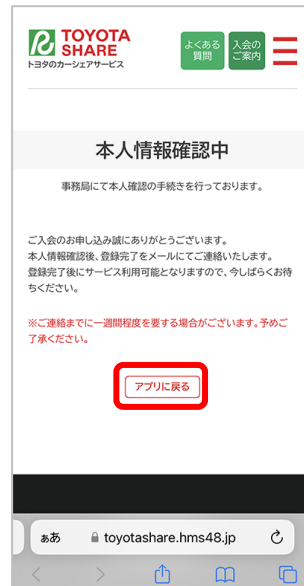 TOYOTA
SHARE
トヨタのカーシェアサービス
よくある
質問
入会の
ご案内
本人情報確認中
事務局にて本人確認の手続きを行っております。
ご入会のお申し込み誠にありがとうございます。
本人情報確認後、登録完了をメールにてご連絡いたします。
登録完了後にサービス利用可能となりますので、今しばらくお待
ちください。
※ご連絡までに一週間程度を要する場合がございます。予めご
了承ください。
アプリに戻る
ぁあ
toyotashare.hms48.jp